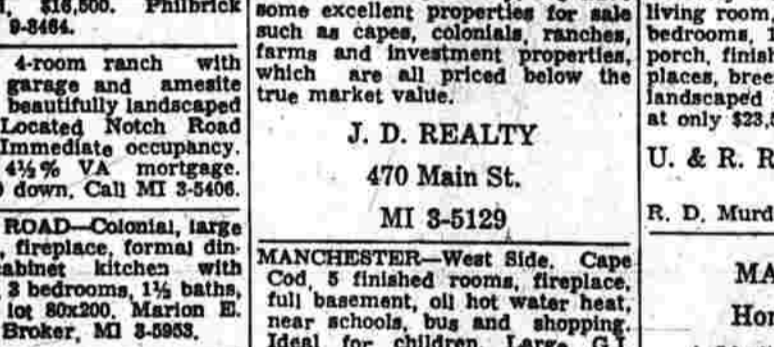 $16,500. Philbrick
9-8464.
4-room ranch with
garage and amesite
beautifully landscaped
Located Notch Road
Immediate occupancy.
4½% VA mortgage.
down. Call MI 3-5406.
ROAD—Colonial, large
, fireplace, formal din-
cabinet kitchen with
3 bedrooms, 1½ baths,
lot 80x200. Marion E.
Broker, MI 3-5953.
some excellent properties for sale
such as capes, colonials, ranches,
farms and investment properties,
which are all priced below the
true market value.
J. D. REALTY
470 Main St.
MI 3-5129
MANCHESTER—West Side. Cape
Cod, 5 finished rooms, fireplace,
full basement, oil hot water heat,
near schools, bus and shopping.
Ideal for children. Large G.I.
living room,
bedrooms,
porch, finish
places, bree
landscaped
at only $23,
U. & R. R
R. D. Murd
MA
Hor